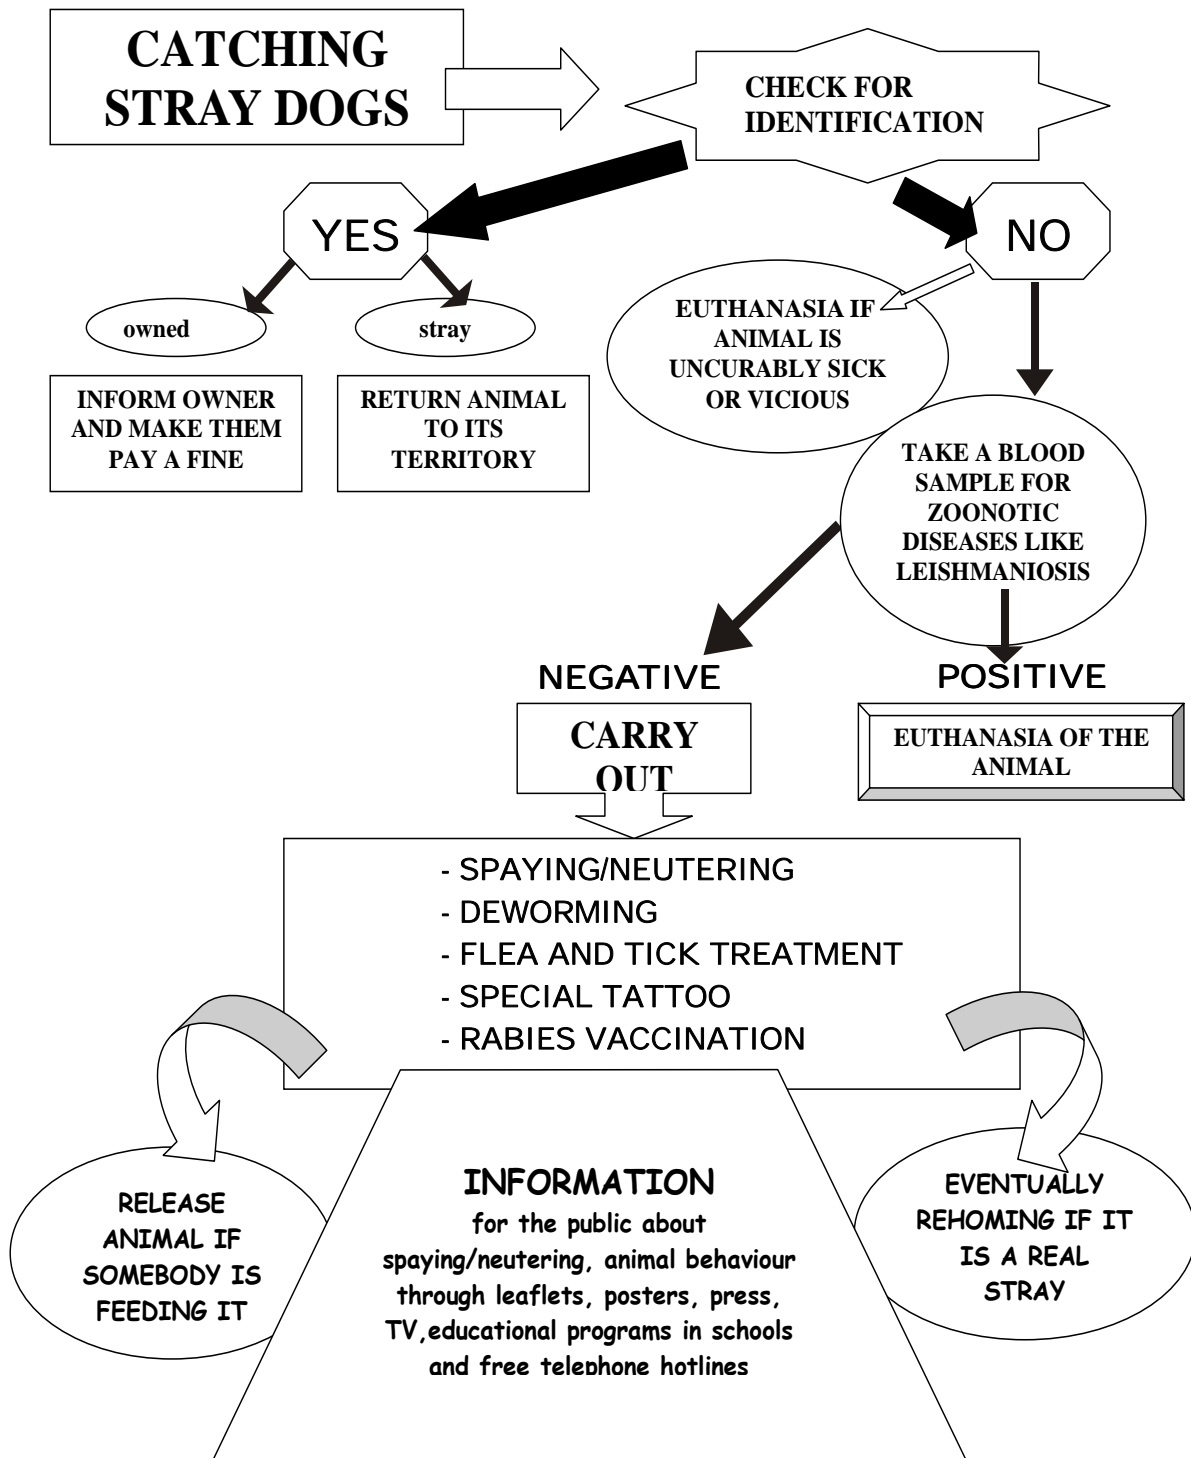 CATCHING
STRAY DOGS
CHECK FOR
IDENTIFICATION
YES
NO
owned
stray
INFORM OWNER
AND MAKE THEM
PAY A FINE
RETURN ANIMAL
TO ITS
TERRITORY
EUTHANASIA IF
ANIMAL IS
UNCURABLY SICK
OR VICIOUS
TAKE A BLOOD
SAMPLE FOR
ZOONOTIC
DISEASES LIKE
LEISHMANIOSIS
NEGATIVE
POSITIVE
CARRY
OUT
EUTHANASIA OF THE
ANIMAL
- SPAYING/NEUTERING
- DEWORMING
- FLEA AND TICK TREATMENT
- SPECIAL TATTOO
- RABIES VACCINATION
RELEASE
ANIMAL IF
SOMEBODY IS
FEEDING IT
INFORMATION
for the public about
spaying/neutering, animal behaviour
through leaflets, posters, press,
TV,educational programs in schools
and free telephone hotlines
EVENTUALLY
REHOMING IF IT
IS A REAL
STRAY